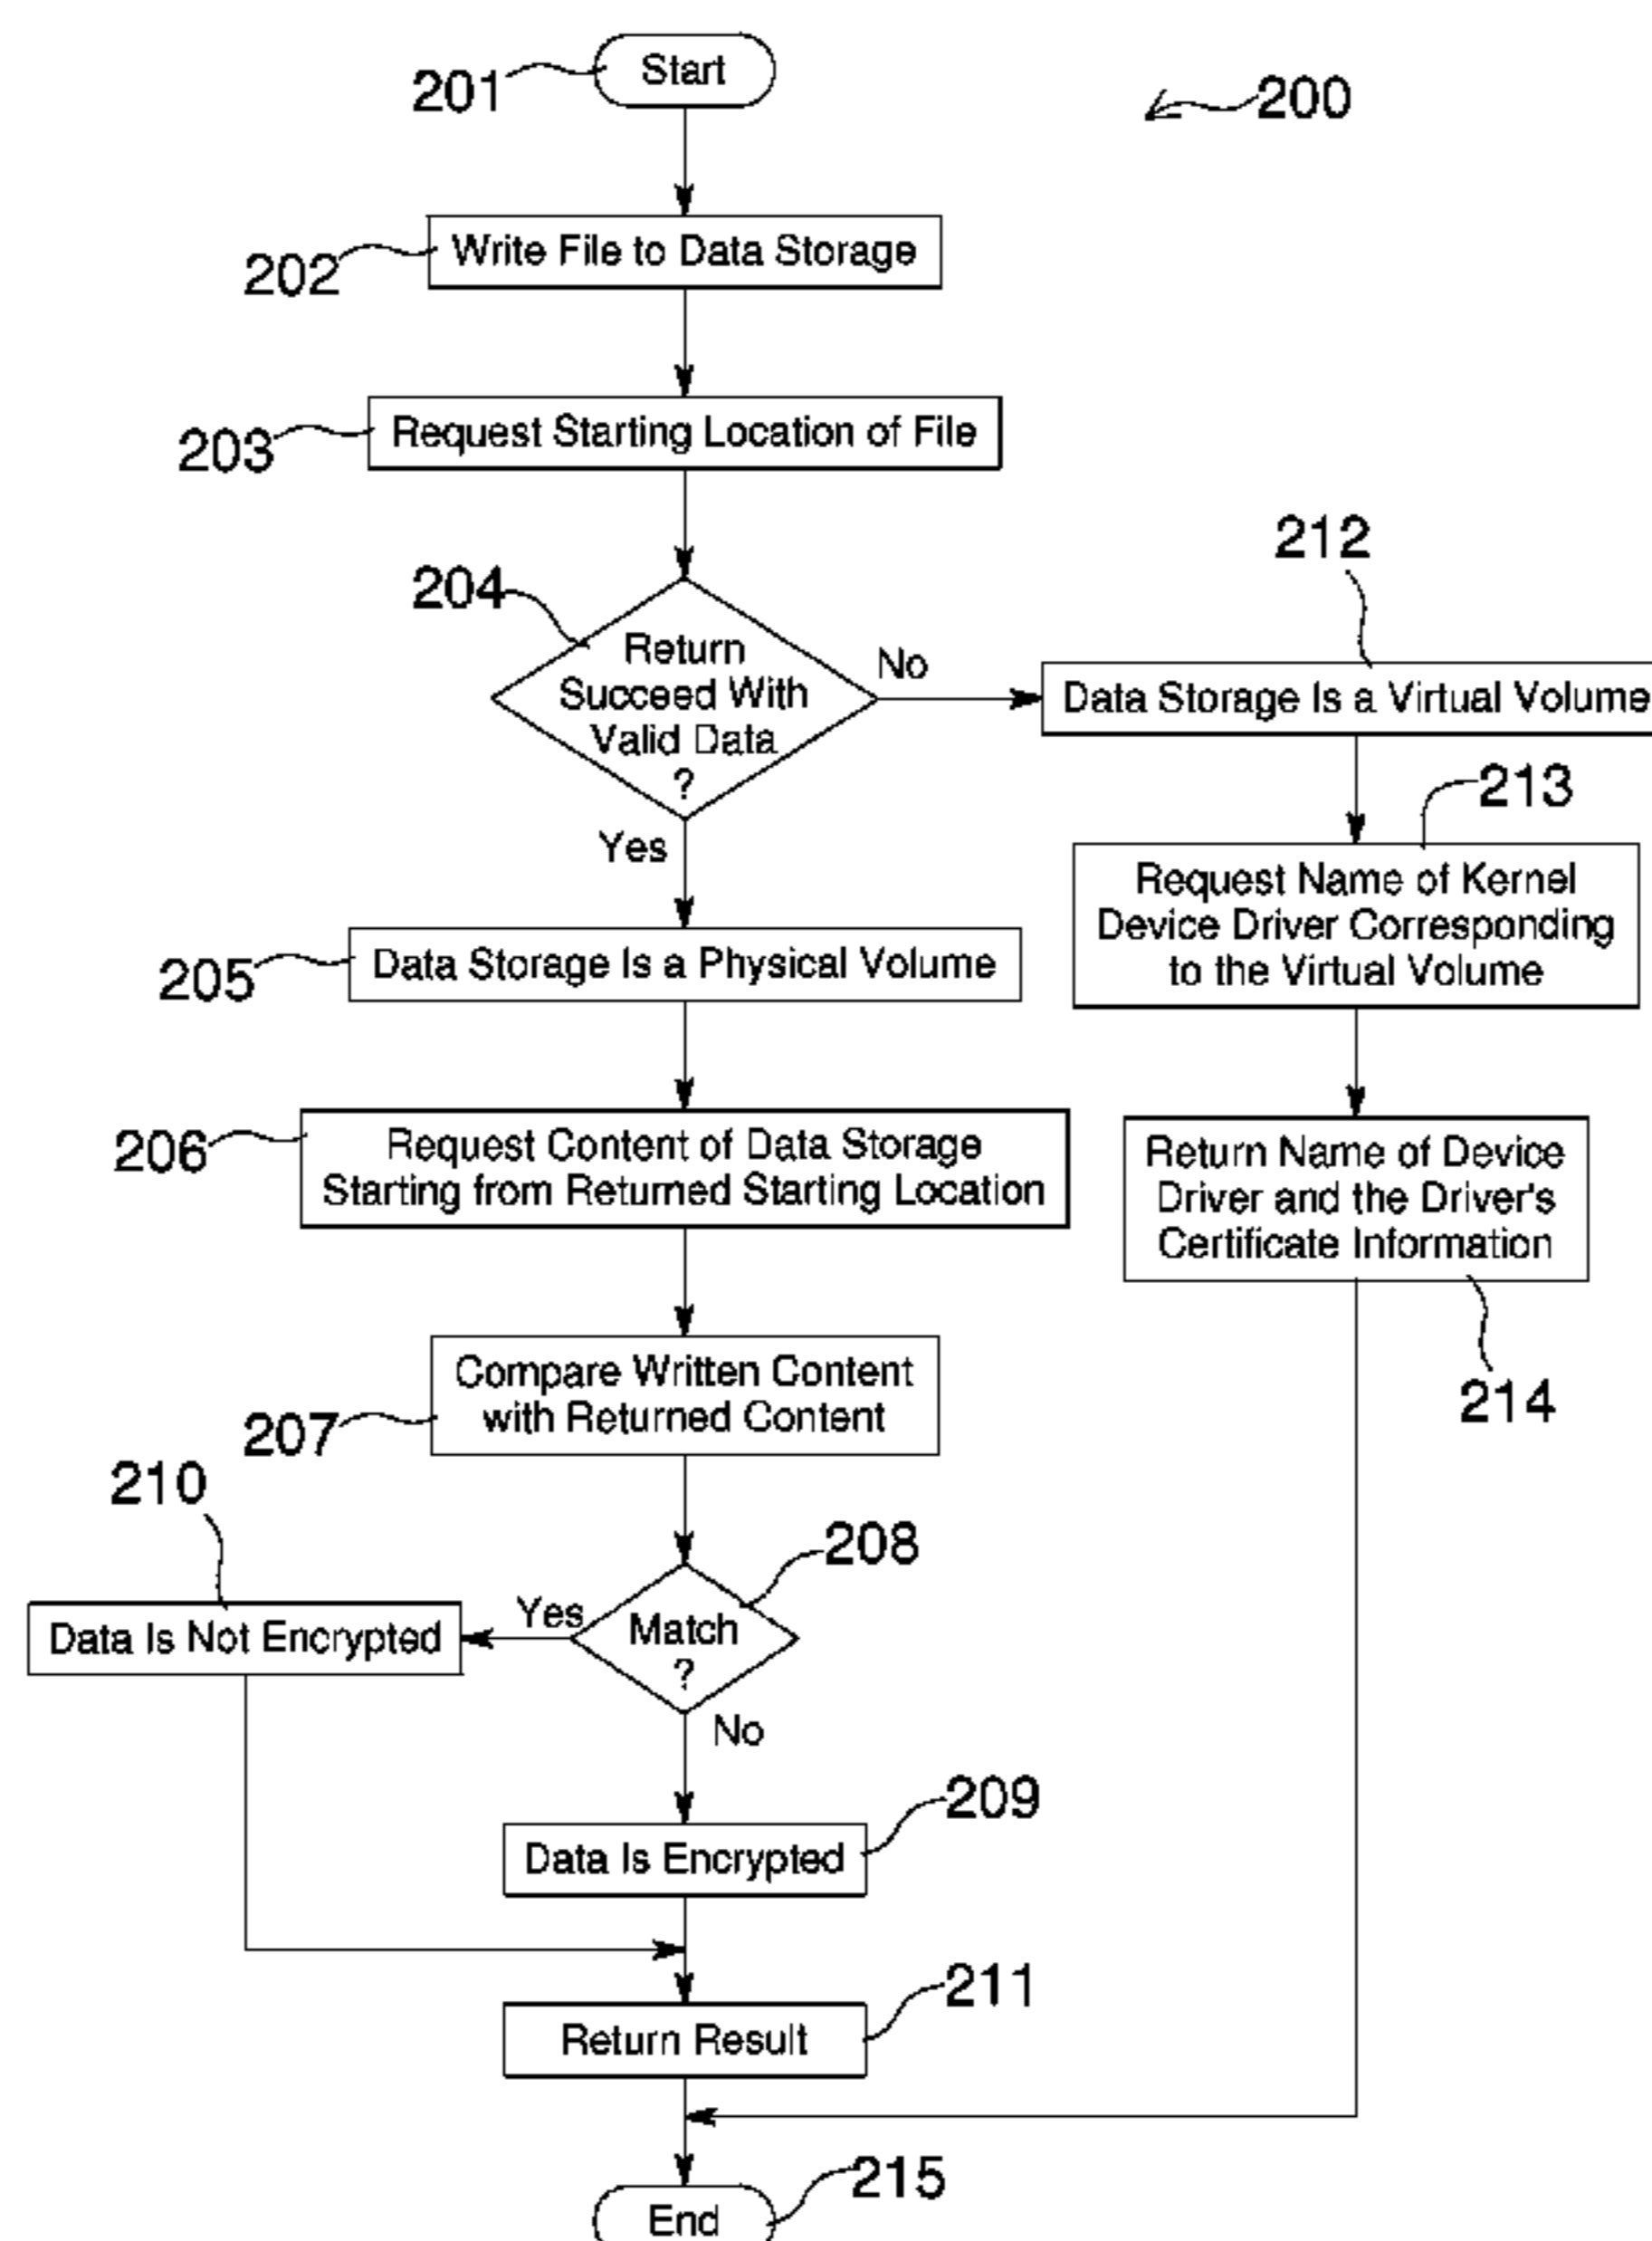 201
Start
200
202
Write File to Data Storage
203
Request Starting Location of File
212
204
Return
Succeed With
Valid Data
?
No
Data Storage Is a Virtual Volume
Yes
213
Request Name of Kernel
Device Driver Corresponding
to the Virtual Volume
205
Data Storage Is a Physical Volume
206
Request Content of Data Storage
Starting from Returned Starting Location
Return Name of Device
Driver and the Driver's
Certificate Information
214
207
Compare Written Content
with Returned Content
210
208
Data Is Not Encrypted
Yes
Match
?
No
209
Data Is Encrypted
211
Return Result
215
End